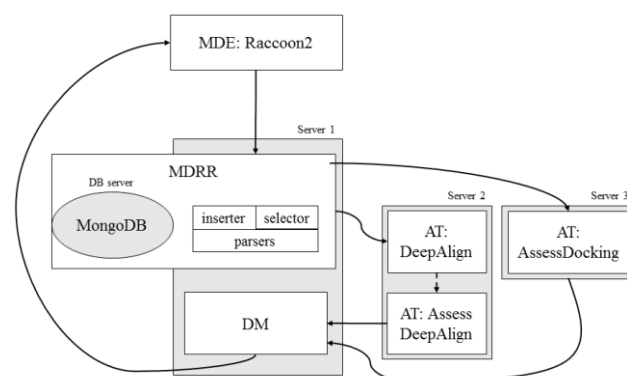 MDE: Raccoon2
Server 1
MDRR
DB server
MongoDB
inserter
selector
parsers
Server 2
AT:
DeepAlign
AT: Assess
DeepAlign
Server 3
AT:
AssessDocking
DM